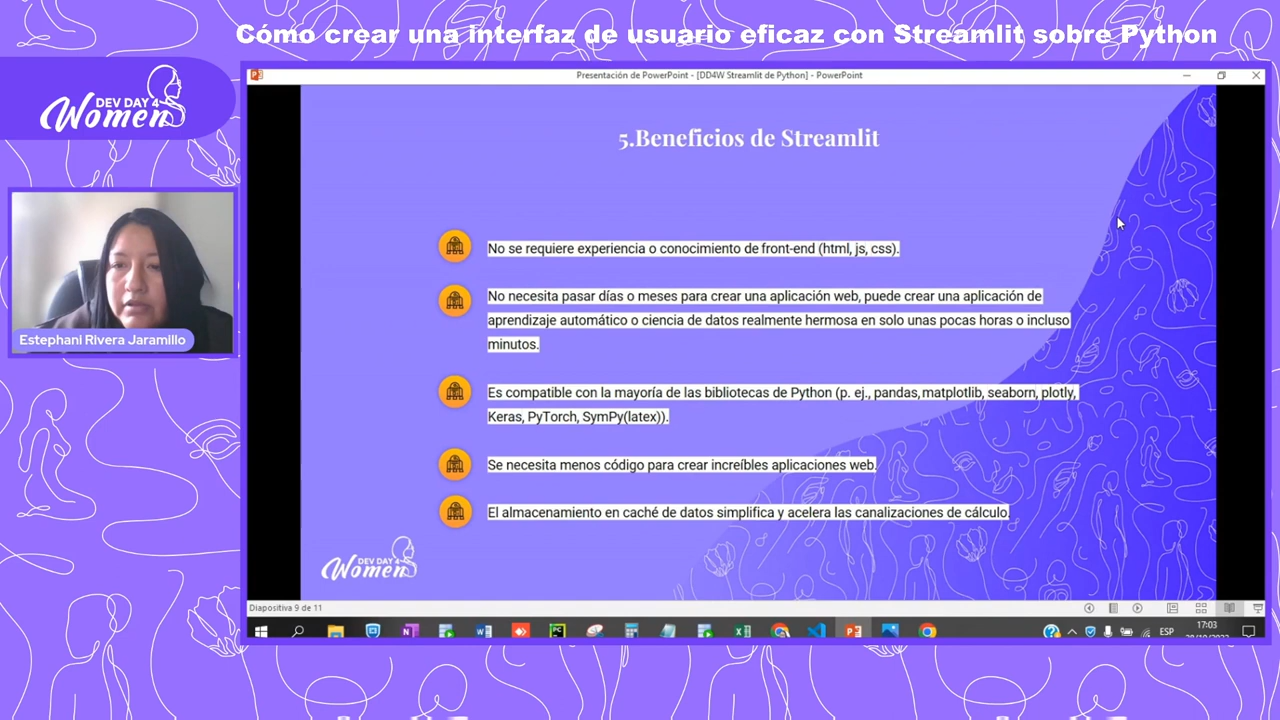 Cómo crear una interfaz de usuario eficaz con Streamlit sobre Python
DEV DAY 4
Women
Presentación de PowerPoint - [DD4W Streamlit de Python] - PowerPoint
5.Beneficios de Streamlit
No se requiere experiencia o conocimiento de front-end (html, js, css).
No necesita pasar días o meses para crear una aplicación web, puede crear una aplicación de
aprendizaje automático o ciencia de datos realmente hermosa en solo unas pocas horas o incluso
minutos.
Es compatible con la mayoría de las bibliotecas de Python (p. ej., pandas, matplotlib, seaborn, plotly,
Keras, PyTorch, SymPy(latex)).
Se necesita menos código para crear increíbles aplicaciones web.
El almacenamiento en caché de datos simplifica y acelera las canalizaciones de cálculo.
Estephani Rivera Jaramillo
DEV DAY 4
Women
Diapositiva 9 de 11
ESP
17:03